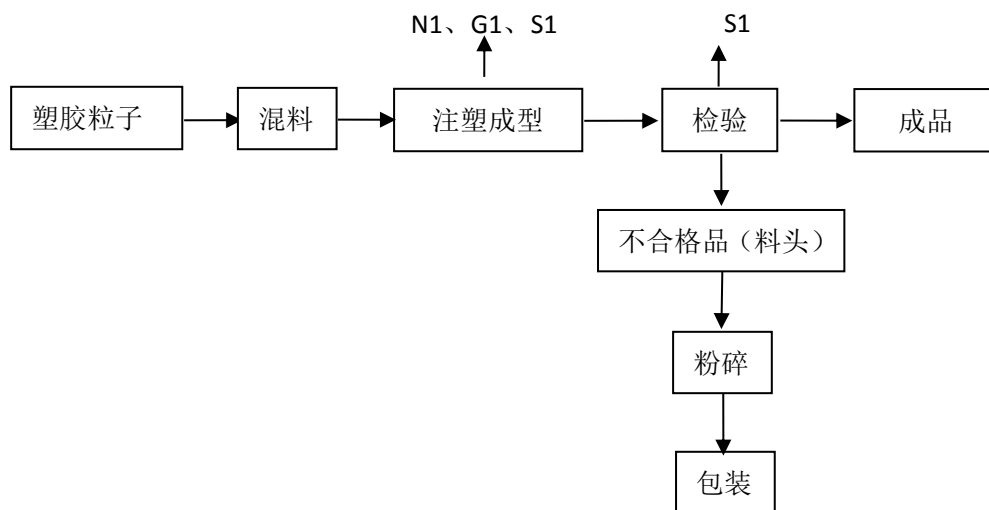 N1、G1、S1
S1
塑胶粒子
混料
注塑成型
检验
成品
不合格品（料头）
粉碎
包装